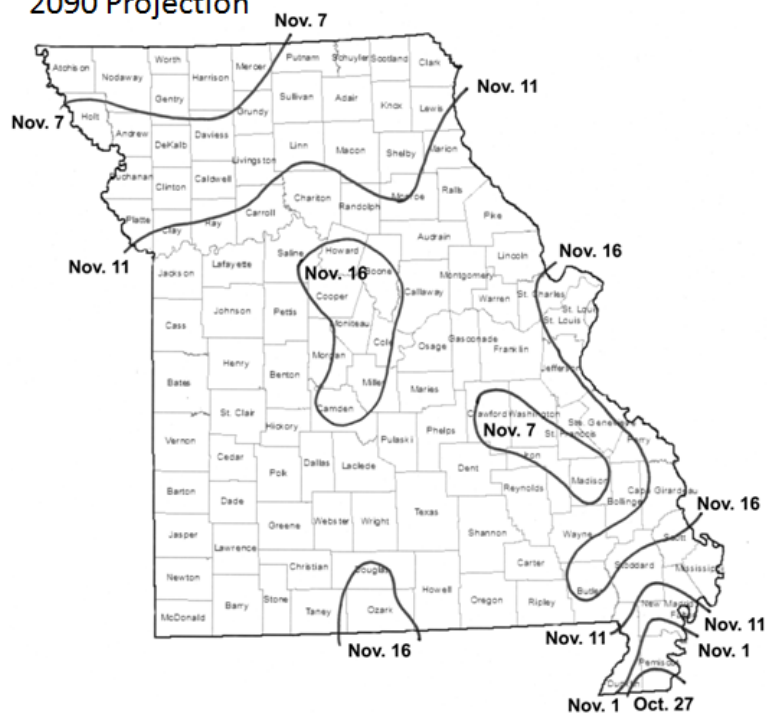 2090 Projection
Nov. 7
Atchison Nodaway Worth Harrison Mercer Putnam Schuyler Scotland Clark
Gentry Sullivan Adair Knox Lewis
Nov. 11
Nov. 7
Holt Andrew DeKalb Daviess Grundy
Livingston Linn Macon Shelby Marion
Buchanan Clinton Caldwell
Chariton Randolph Monroe Ralls
Platte Clay Ray Carroll
Pike
Audrain
Nov. 11
Saline Howard Boone
Lincoln
Nov. 16
Jackson Lafayette
Nov. 16
Montgomery
Cooper Callaway Warren St. Charles
Johnson Pettis
St. Louis
Cass Moniteau Cole Osage Gasconade Franklin
Morgan
Jefferson
Henry Benton Miller Maries
Bates
St. Clair Camden
Crawford Washington
Hickory
Ste. Genevieve
Vernon Pulaski Phelps
Nov. 7
St. Francois
Perry
Cedar Polk Dallas Laclede Dent Iron
Reynolds Madison Cape Girardeau
Bollinger
Barton Dade
Nov. 16
Greene Webster Wright Texas
Jasper Shannon Wayne
Lawrence Scott
Christian Douglas Carter Stoddard Mississippi
Newton
Stone Ozark Howell Oregon Ripley Butler
Barry Taney
New Madrid
McDonald
Nov. 11
Nov. 11
Nov. 16
Nov. 1
Pemiscot
Dunklin
Nov. 1
Oct. 27